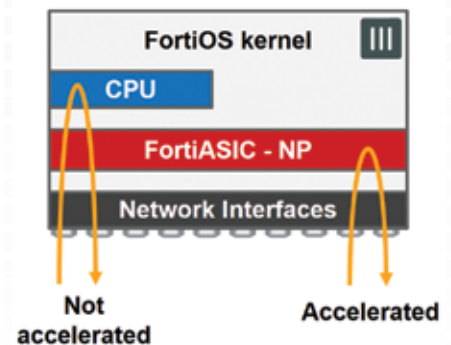 FortiOS kernel
CPU
FortiASIC - NP
Network Interfaces
Not
accelerated
Accelerated